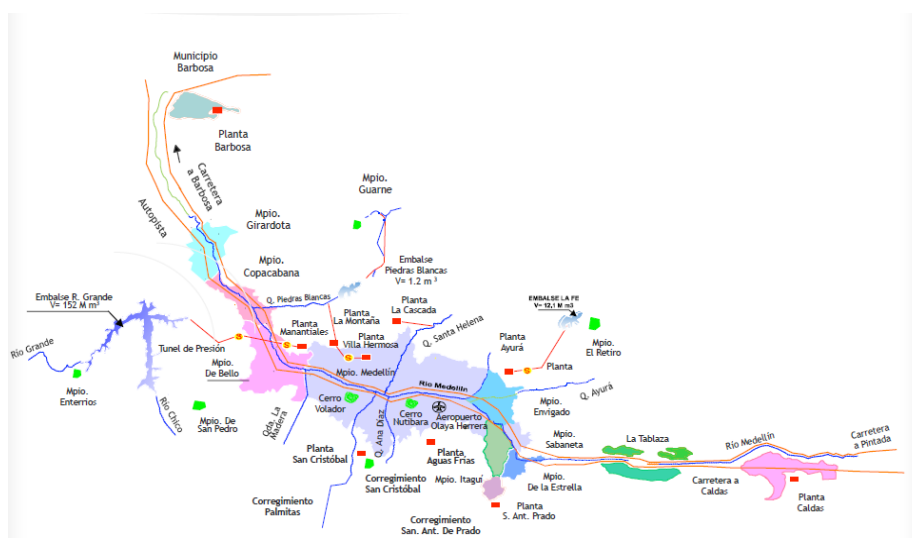 Municipio
Barbosa
Planta
Barbosa
Carretera
a Barbosa
Autopista
Mpio.
Guarne
Mpio.
Girardota
Mpio.
Copacabana
Embalse
Piedras Blancas
V= 1.2 m³
Embalse R. Grande
V= 152 M m³
Q. Piedras Blancas
Planta
La Cascada
EMBALSE LA FE
V= 12,1 M m3
Planta
La Montaña
Q. Santa Helena
Planta
Manantiales
Planta
Villa Hermosa
Planta
Ayurá
Mpio.
El Retiro
Río Grande
Tunel de Presión
S
S
S
S
Mpio.
De Bello
Mpio. Medellín
Planta
Río Medellín
Q. Ayurá
Mpio.
Enterrios
Río Chico
Mpio. De
San Pedro
Qda. La
Madera
Cerro
Volador
Q. Ana Díaz
Cerro
Nutibara
Aeropuerto
Olaya Herrera
Mpio.
Envigado
Mpio.
Sabaneta
La Tablaza
Río Medellín
Carretera
a Pintada
Planta
San Cristóbal
Corregimiento
San Cristóbal
Planta
Aguas Frías
Mpio. Itaguí
Mpio.
De la Estrella
Carretera a
Caldas
Planta
Caldas
Corregimiento
Palmitas
Planta
S. Ant. Prado
Corregimiento
San. Ant. De Prado